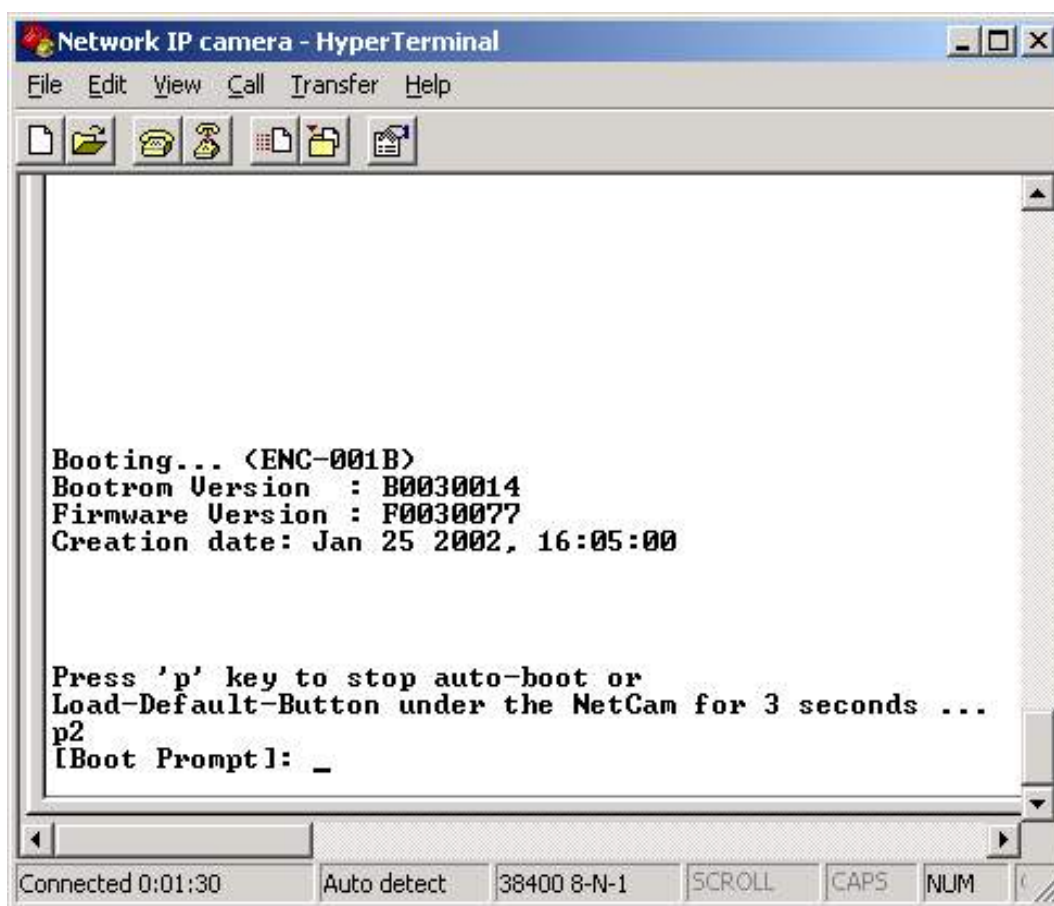 Network IP camera - HyperTerminal
File Edit View Call Transfer Help
Booting... (ENC-001B)
Bootrom Version  : B0030014
Firmware Version : F0030077
Creation date: Jan 25 2002, 16:05:00
Press 'p' key to stop auto-boot or
Load-Default-Button under the NetCam for 3 seconds ...
p2
[Boot Prompt]: _
Connected 0:01:30 Auto detect 38400 8-N-1 SCROLL CAPS NUM